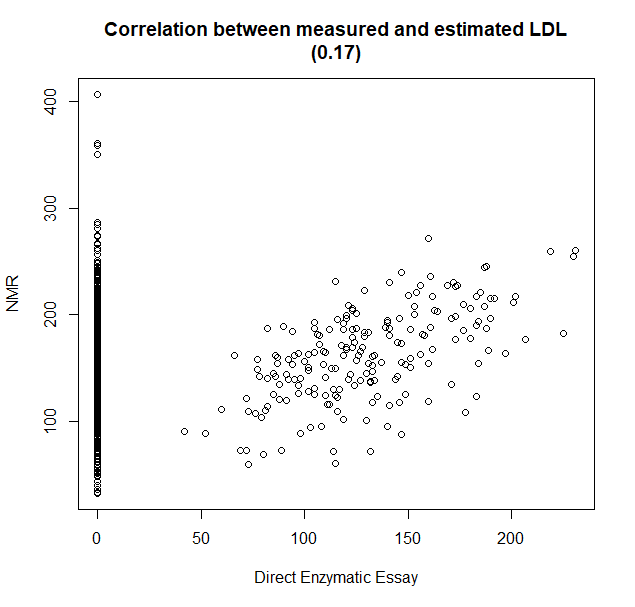 Correlation between measured and estimated LDL
(0.17)
400
300
200
100
NMR
0 50 100 150 200
Direct Enzymatic Essay